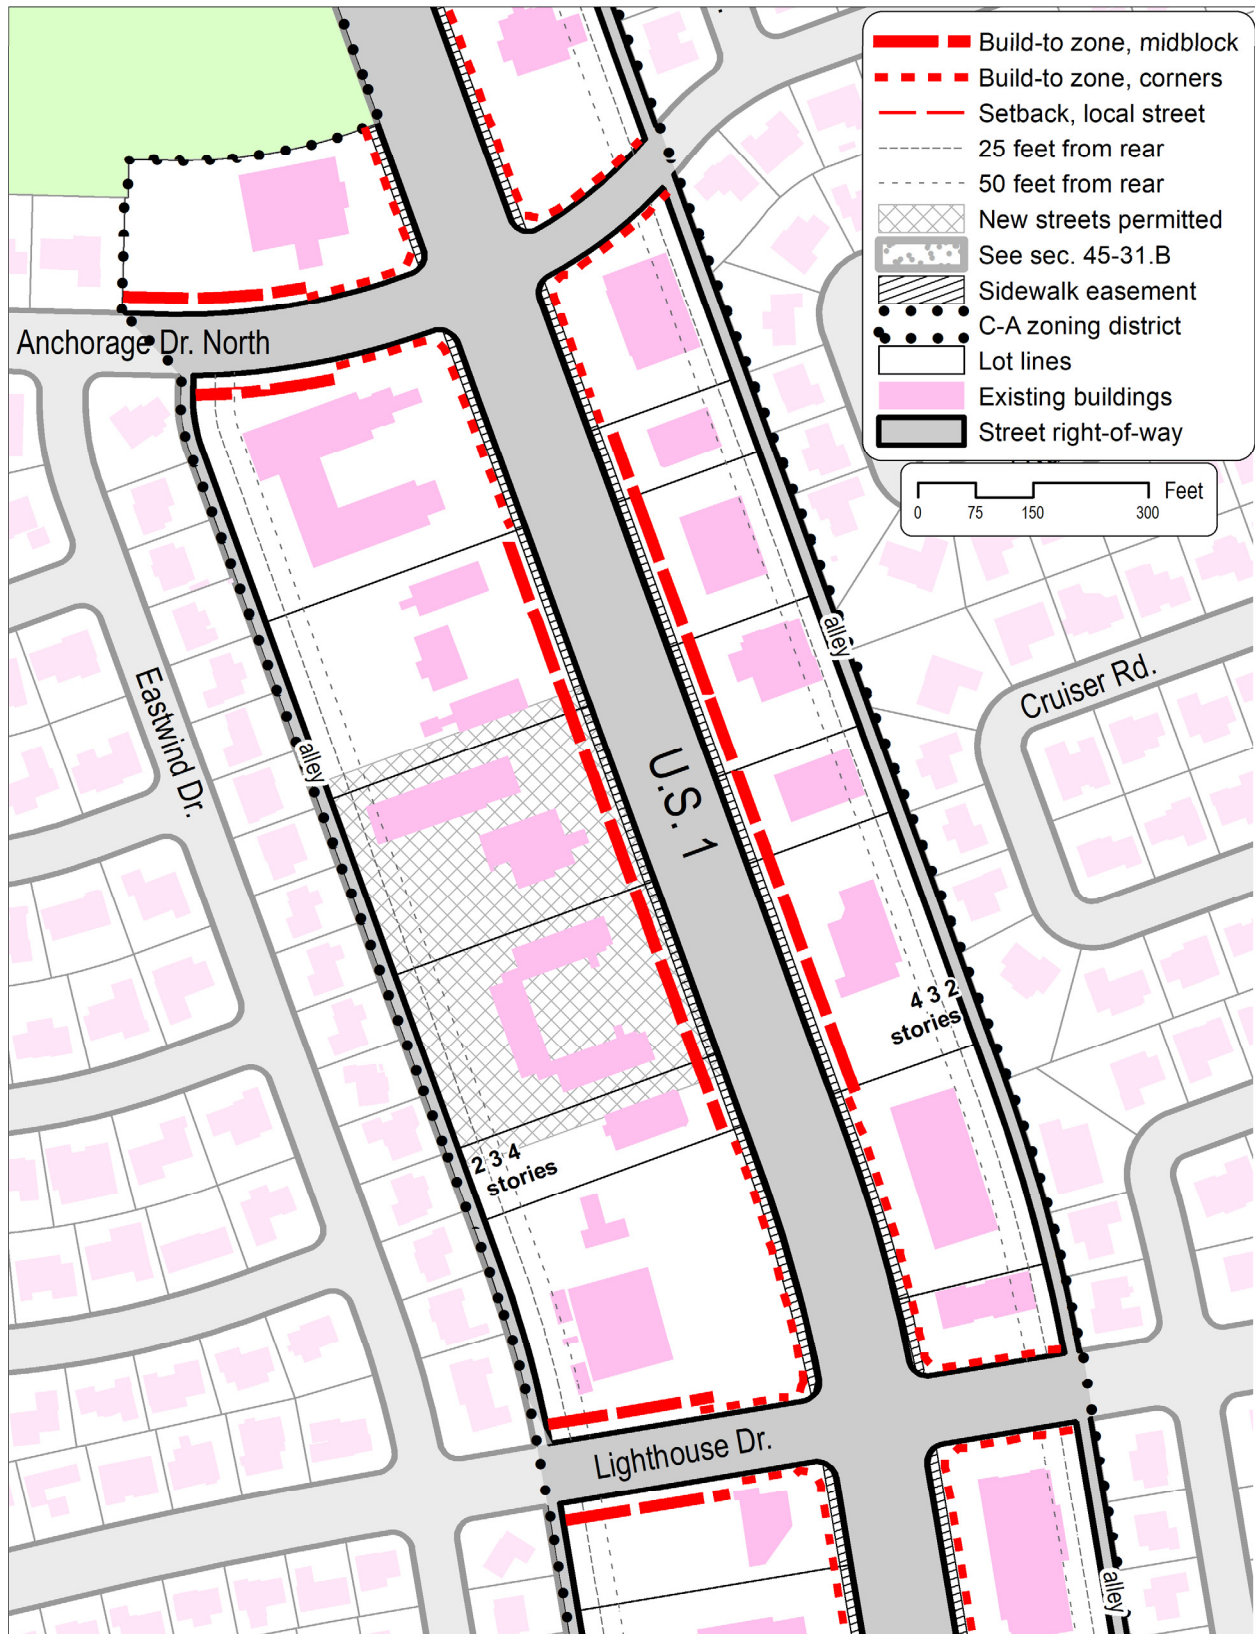 Build-to zone, midblock
Build-to zone, corners
Setback, local street
25 feet from rear
50 feet from rear
New streets permitted
See sec. 45-31.B
Sidewalk easement
C-A zoning district
Lot lines
Existing buildings
Street right-of-way
Feet
0 75 150 300
Anchorage Dr. North
alley
Cruiser Rd.
Eastwind Dr.
alley
U.S. 1
4 3 2
stories
2 3 4
stories
Lighthouse Dr.
alley